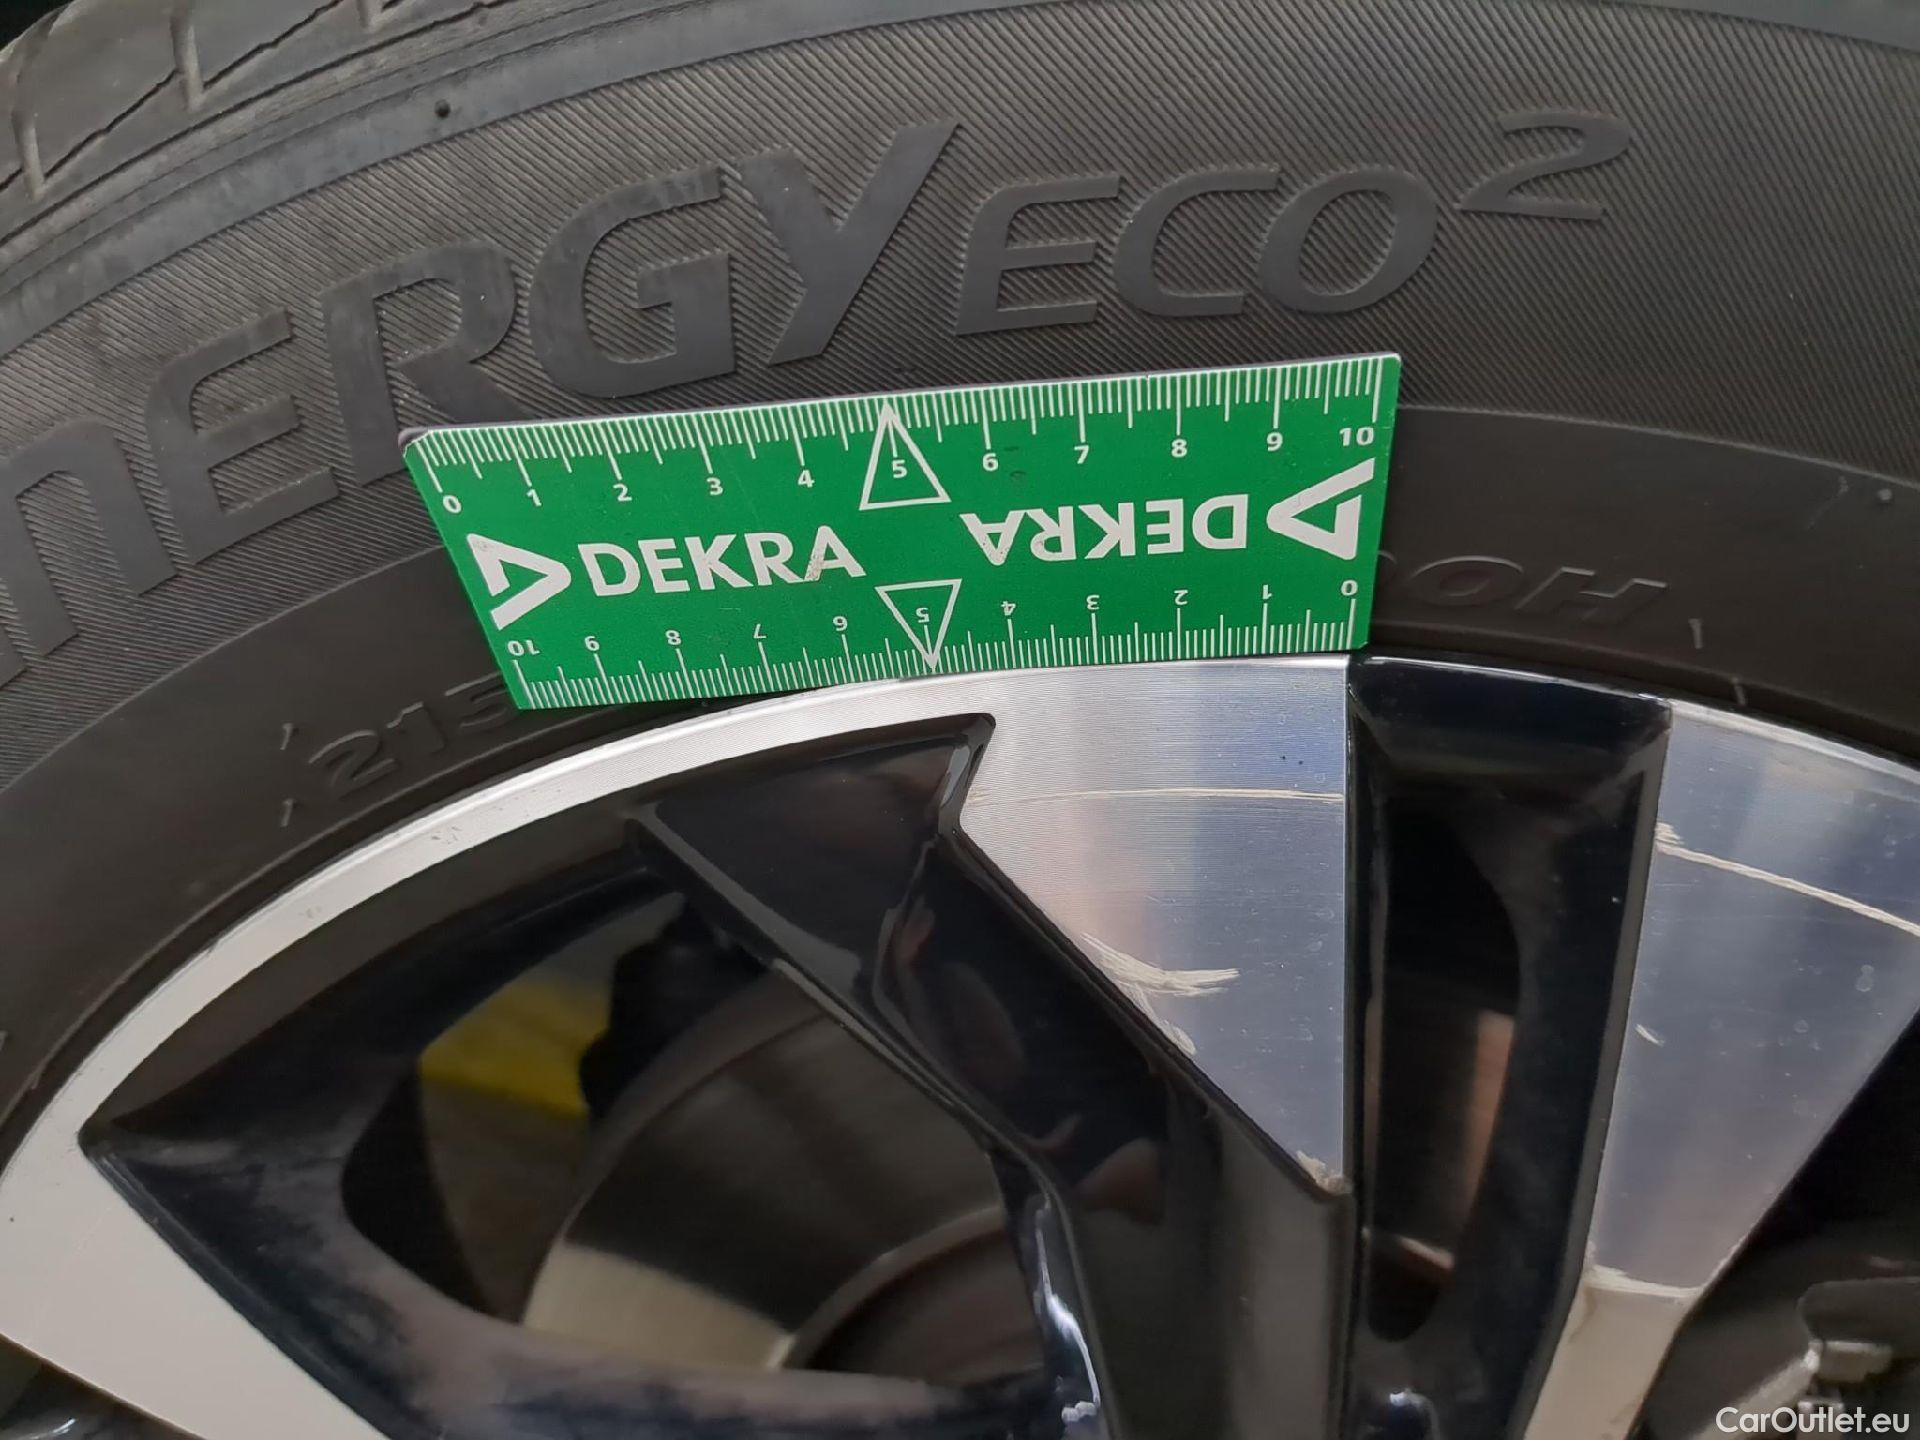 NERGY ECO²
0 1 2 3 4 5 6 7 8 9 10
DEKRA
DEKRA
10 9 8 7 6 5 4 3 2 1 0
215
00H
CarOutlet.eu